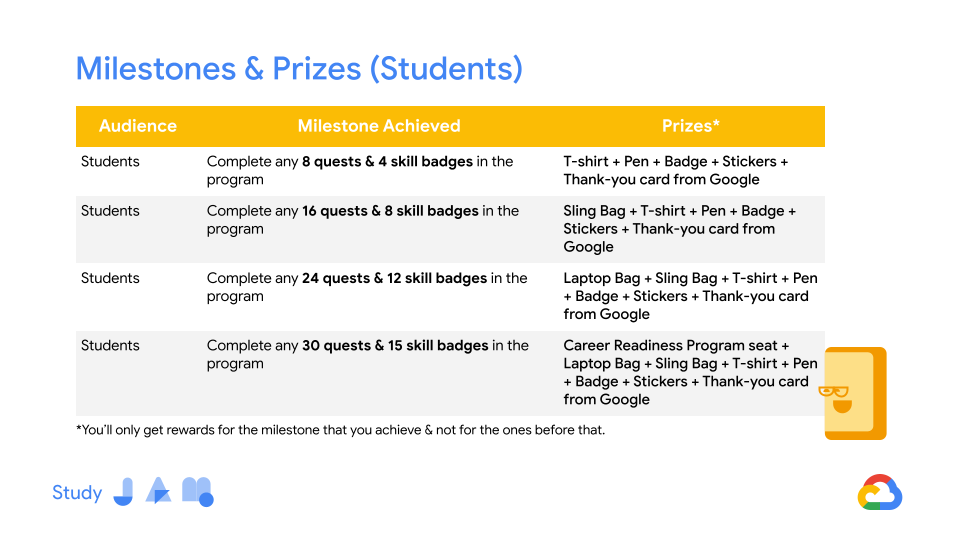 Milestones & Prizes (Students)
Audience Milestone Achieved Prizes*
Students Complete any 8 quests & 4 skill badges in the program T-shirt + Pen + Badge + Stickers + Thank-you card from Google
Students Complete any 16 quests & 8 skill badges in the program Sling Bag + T-shirt + Pen + Badge + Stickers + Thank-you card from Google
Students Complete any 24 quests & 12 skill badges in the program Laptop Bag + Sling Bag + T-shirt + Pen + Badge + Stickers + Thank-you card from Google
Students Complete any 30 quests & 15 skill badges in the program Career Readiness Program seat + Laptop Bag + Sling Bag + T-shirt + Pen + Badge + Stickers + Thank-you card from Google
*You’ll only get rewards for the milestone that you achieve & not for the ones before that.
Study JAM